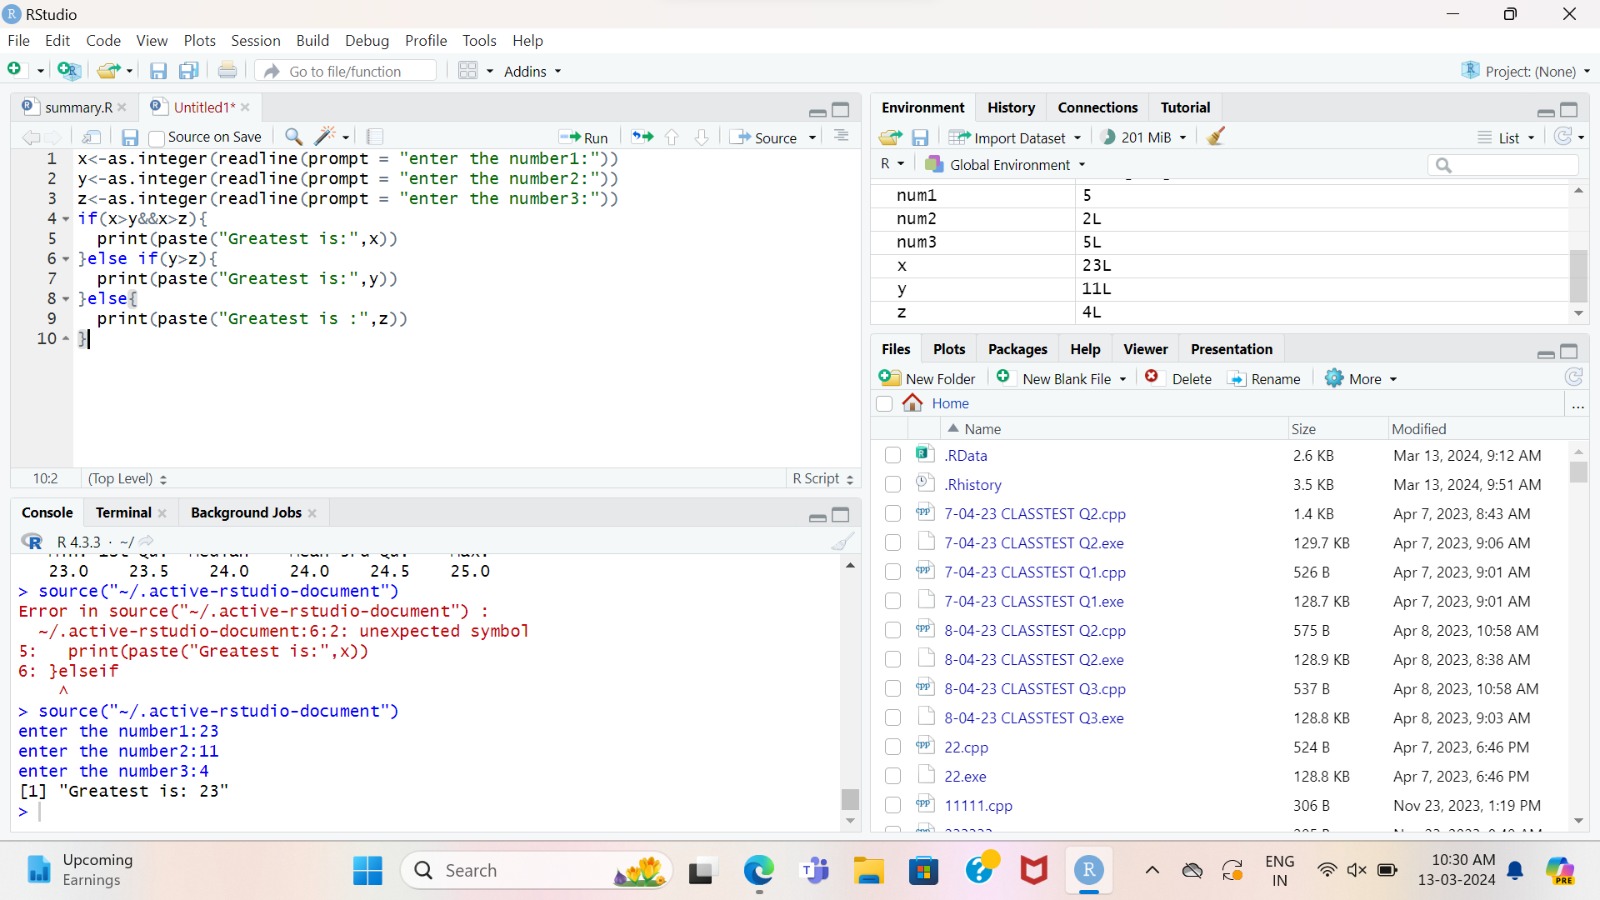 RStudio
File Edit Code View Plots Session Build Debug Profile Tools Help
Go to file/function Addins Project: (None)
summary.R Untitled1*
Source on Save Run Source
1 x<-as.integer(readline(prompt = "enter the number1:"))
2 y<-as.integer(readline(prompt = "enter the number2:"))
3 z<-as.integer(readline(prompt = "enter the number3:"))
4 if(x>y&&x>z){
5 print(paste("Greatest is:",x))
6 }else if(y>z){
7 print(paste("Greatest is:",y))
8 }else{
9 print(paste("Greatest is :",z))
10 }
10:2 (Top Level) R Script
Console Terminal Background Jobs
R 4.3.3 · ~/
23.0 23.5 24.0 24.0 24.5 25.0
> source("~/.active-rstudio-document")
Error in source("~/.active-rstudio-document") :
~/.active-rstudio-document:6:2: unexpected symbol
5: print(paste("Greatest is:",x))
6: }elseif
^
> source("~/.active-rstudio-document")
enter the number1:23
enter the number2:11
enter the number3:4
[1] "Greatest is: 23"
>
Environment History Connections Tutorial
Import Dataset 201 MiB List
R Global Environment
num1 5
num2 2L
num3 5L
x 23L
y 11L
z 4L
Files Plots Packages Help Viewer Presentation
New Folder New Blank File Delete Rename More
Home ...
Name Size Modified
.RData 2.6 KB Mar 13, 2024, 9:12 AM
.Rhistory 3.5 KB Mar 13, 2024, 9:51 AM
7-04-23 CLASSTEST Q2.cpp 1.4 KB Apr 7, 2023, 8:43 AM
7-04-23 CLASSTEST Q2.exe 129.7 KB Apr 7, 2023, 9:06 AM
7-04-23 CLASSTEST Q1.cpp 526 B Apr 7, 2023, 9:01 AM
7-04-23 CLASSTEST Q1.exe 128.7 KB Apr 7, 2023, 9:01 AM
8-04-23 CLASSTEST Q2.cpp 575 B Apr 8, 2023, 10:58 AM
8-04-23 CLASSTEST Q2.exe 128.9 KB Apr 8, 2023, 8:38 AM
8-04-23 CLASSTEST Q3.cpp 537 B Apr 8, 2023, 10:58 AM
8-04-23 CLASSTEST Q3.exe 128.8 KB Apr 8, 2023, 9:03 AM
22.cpp 524 B Apr 7, 2023, 6:46 PM
22.exe 128.8 KB Apr 7, 2023, 6:46 PM
11111.cpp 306 B Nov 23, 2023, 1:19 PM
Upcoming
Earnings
Search
ENG
IN
10:30 AM
13-03-2024
PRE